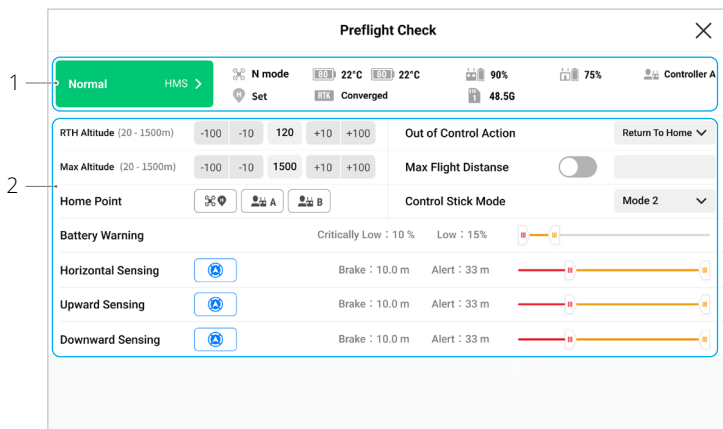 Preflight Check
1
Normal HMS
N mode 80 22°C 80 22°C 90% 75% Controller A
H Set RTK Converged 48.5G
2
RTH Altitude (20 - 1500m) -100 -10 120 +10 +100 Out of Control Action Return To Home
Max Altitude (20 - 1500m) -100 -10 1500 +10 +100 Max Flight Distanse
Home Point H A B Control Stick Mode Mode 2
Battery Warning Critically Low : 10 % Low : 15%
Horizontal Sensing Brake : 10.0 m Alert : 33 m
Upward Sensing Brake : 10.0 m Alert : 33 m
Downward Sensing Brake : 10.0 m Alert : 33 m